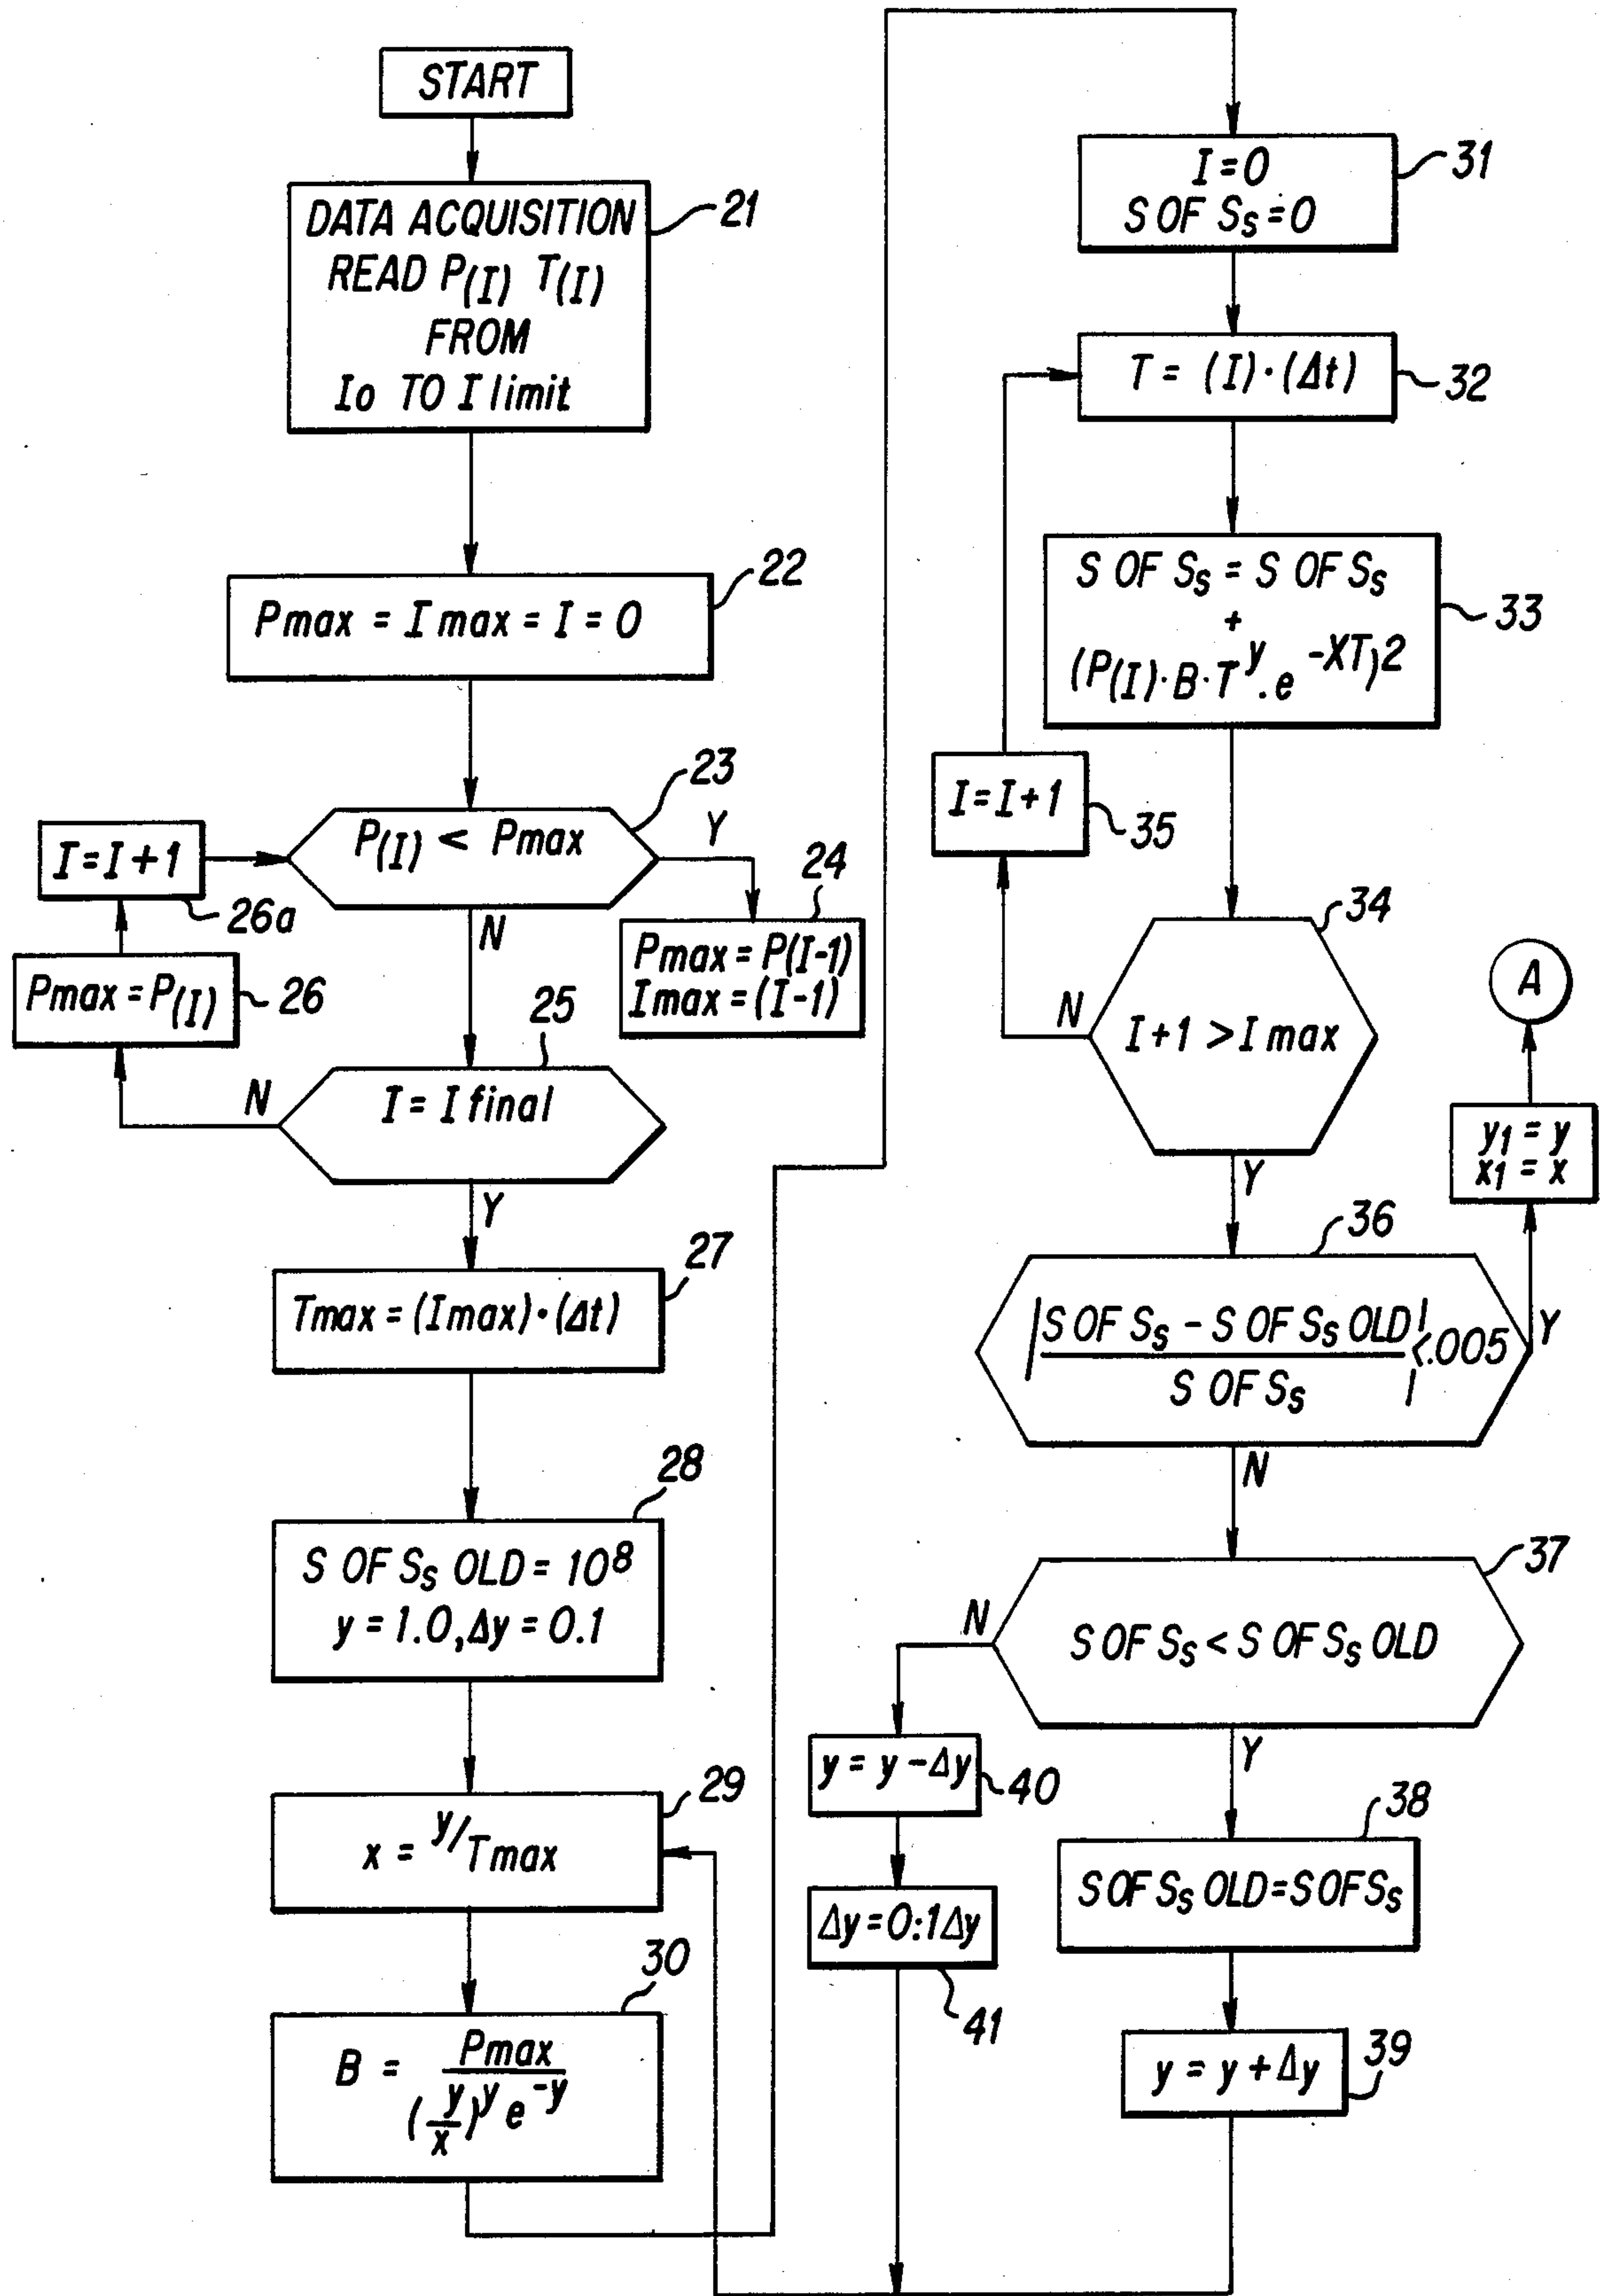 START
DATA ACQUISITION
READ P(I) T(I)
FROM
Io TO I limit
21
Pmax = I max = I = 0
22
P(I) < Pmax
23
Y
N
I = I + 1
26a
Pmax = P(I)
26
Pmax = P(I-1)
Imax = (I-1)
24
I = I final
25
N
Y
Tmax = (Imax)·(Δt)
27
S OF Ss OLD = 10⁸
y = 1.0, Δy = 0.1
28
x = y/Tmax
29
B = Pmax
(y/x)ʸ e⁻ʸ
30
I = 0
S OF Ss = 0
31
T = (I)·(Δt)
32
S OF Ss = S OF Ss
+
(P(I)·B·Tʸ.e -XT)2
33
I = I + 1
35
I + 1 > I max
34
N
Y
A
y1 = y
x1 = x
|S OF Ss - S OF Ss OLD|
S OF Ss
<.005
36
Y
N
S OF Ss < S OF Ss OLD
37
N
Y
y = y - Δy
40
Δy = 0:1Δy
41
S OF Ss OLD = S OF Ss
38
y = y + Δy
39